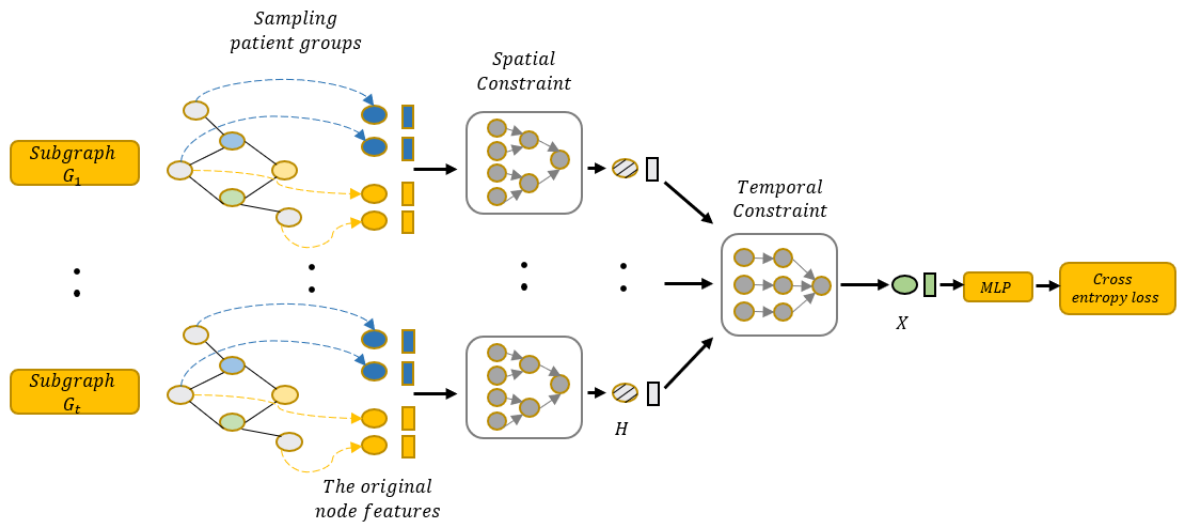 Sampling
patient groups
Spatial
Constraint
Subgraph
G₁
Temporal
Constraint
MLP
Cross
entropy loss
X
Subgraph
Gₜ
H
The original
node features